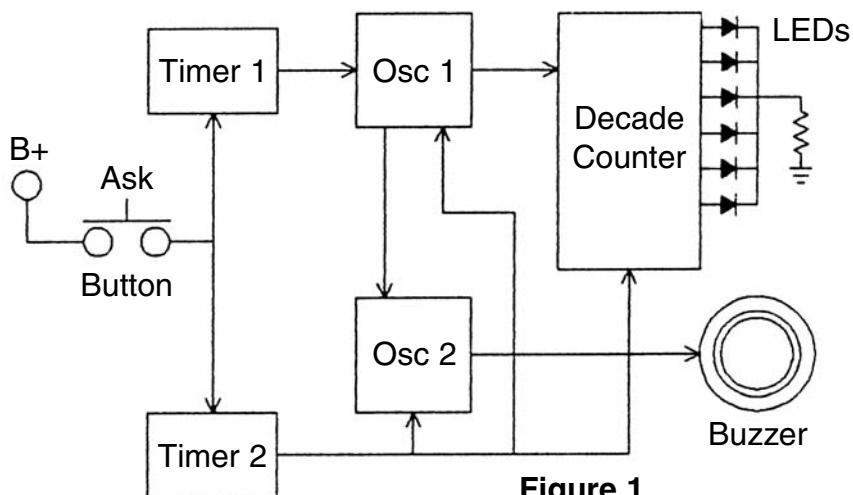 LEDs
Timer 1
Osc 1
Decade
Counter
B+
Ask
Button
Osc 2
Timer 2
Buzzer
Figure 1